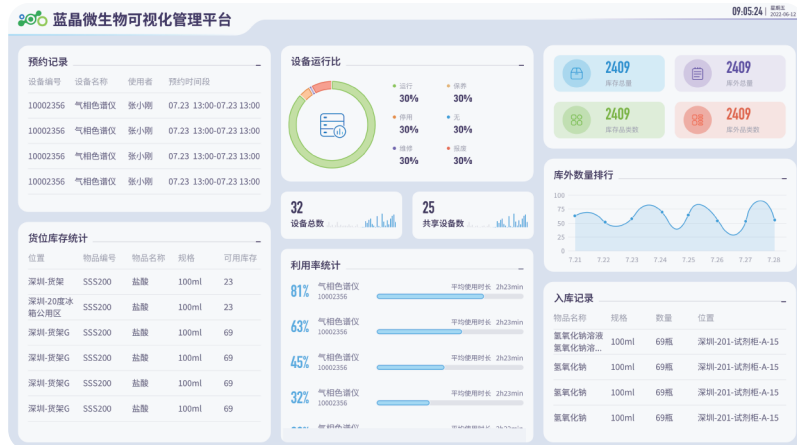 蓝晶微生物可视化管理平台
09:05:24 星期五
2022-06-12
预约记录
设备编号 设备名称 使用者 预约时间段
10002356 气相色谱仪 张小刚 07.23 13:00-07.23 13:00
10002356 气相色谱仪 张小刚 07.23 13:00-07.23 13:00
10002356 气相色谱仪 张小刚 07.23 13:00-07.23 13:00
10002356 气相色谱仪 张小刚 07.23 13:00-07.23 13:00
货位库存统计
位置 物品编号 物品名称 规格 可用库存
深圳-货架 SSS200 盐酸 100ml 23
深圳-20度冰
箱公用区 SSS200 盐酸 100ml 23
深圳-货架G SSS200 盐酸 100ml 69
深圳-货架G SSS200 盐酸 100ml 69
深圳-货架G SSS200 盐酸 100ml 69
深圳-货架G SSS200 盐酸 100ml 69
设备运行比
运行 保养
30% 30%
停用 无
30% 30%
维修 报废
30% 30%
32
设备总数
25
共享设备数
利用率统计
81% 气相色谱仪 平均使用时长 2h23min
10002356
63% 气相色谱仪 平均使用时长 2h23min
10002356
45% 气相色谱仪 平均使用时长 2h23min
10002356
32% 气相色谱仪 平均使用时长 2h23min
10002356
2409
库存总量
2409
库外总量
2409
库存品类数
2409
库外品类数
库外数量排行
100
75
50
25
0
7.21 7.22 7.23 7.24 7.25 7.26 7.27 7.28
入库记录
物品名称 规格 数量 位置
氢氧化钠溶液
氢氧化钠溶... 100ml 69瓶 深圳-201-试剂柜-A-15
氢氧化钠 100ml 69瓶 深圳-201-试剂柜-A-15
氢氧化钠 100ml 69瓶 深圳-201-试剂柜-A-15
氢氧化钠 100ml 69瓶 深圳-201-试剂柜-A-15